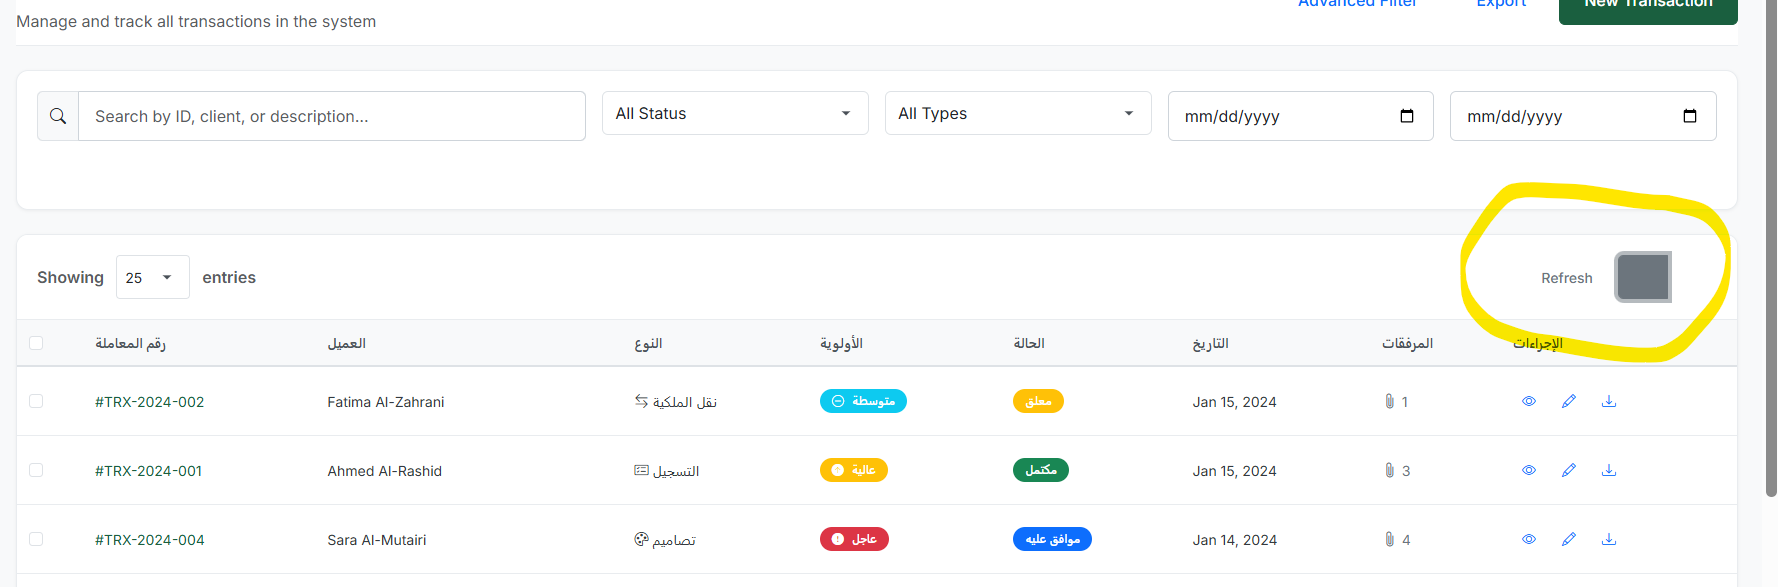 Advanced Filter Export New Transaction
Manage and track all transactions in the system
Search by ID, client, or description... All Status All Types mm/dd/yyyy mm/dd/yyyy
Showing 25 entries Refresh
رقم المعاملة العميل النوع الأولوية الحالة التاريخ المرفقات الإجراءات
#TRX-2024-002 Fatima Al-Zahrani نقل الملكية متوسطة معلق Jan 15, 2024 1
#TRX-2024-001 Ahmed Al-Rashid التسجيل عالية مكتمل Jan 15, 2024 3
#TRX-2024-004 Sara Al-Mutairi تصاميم عاجل موافق عليه Jan 14, 2024 4